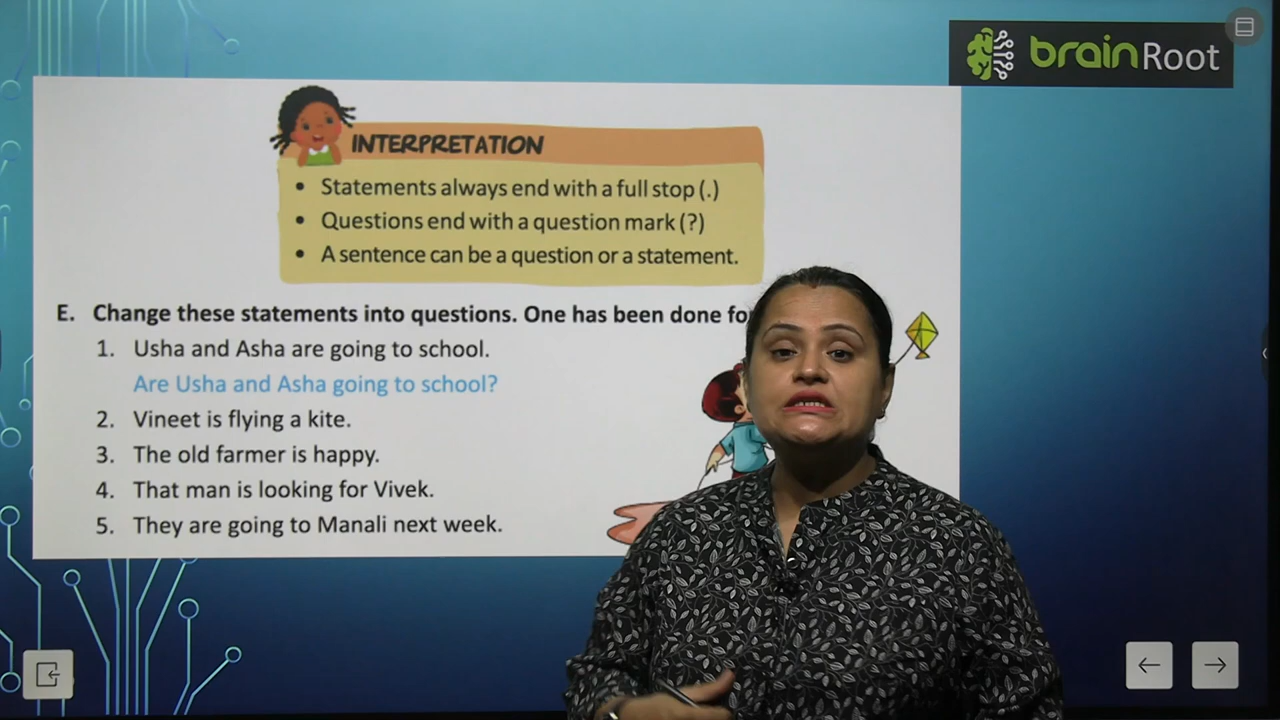 brainRoot
INTERPRETATION
• Statements always end with a full stop (.)
• Questions end with a question mark (?)
• A sentence can be a question or a statement.
E. Change these statements into questions. One has been done
1. Usha and Asha are going to school.
Are Usha and Asha going to school?
2. Vineet is flying a kite.
3. The old farmer is happy.
4. That man is looking for Vivek.
5. They are going to Manali next week.